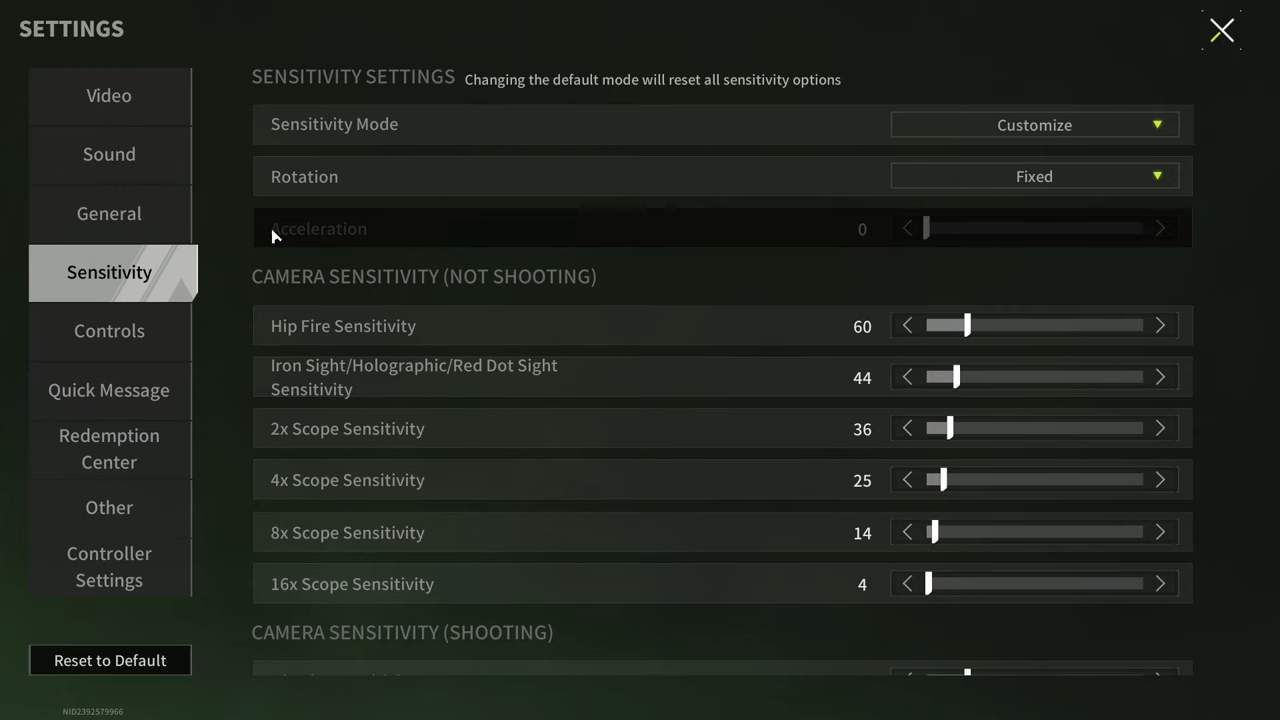 SETTINGS
Video
Sound
General
Sensitivity
Controls
Quick Message
Redemption
Center
Other
Controller
Settings
Reset to Default
NID2392579966
SENSITIVITY SETTINGS Changing the default mode will reset all sensitivity options
Sensitivity Mode Customize
Rotation Fixed
Acceleration 0
CAMERA SENSITIVITY (NOT SHOOTING)
Hip Fire Sensitivity 60
Iron Sight/Holographic/Red Dot Sight
Sensitivity 44
2x Scope Sensitivity 36
4x Scope Sensitivity 25
8x Scope Sensitivity 14
16x Scope Sensitivity 4
CAMERA SENSITIVITY (SHOOTING)